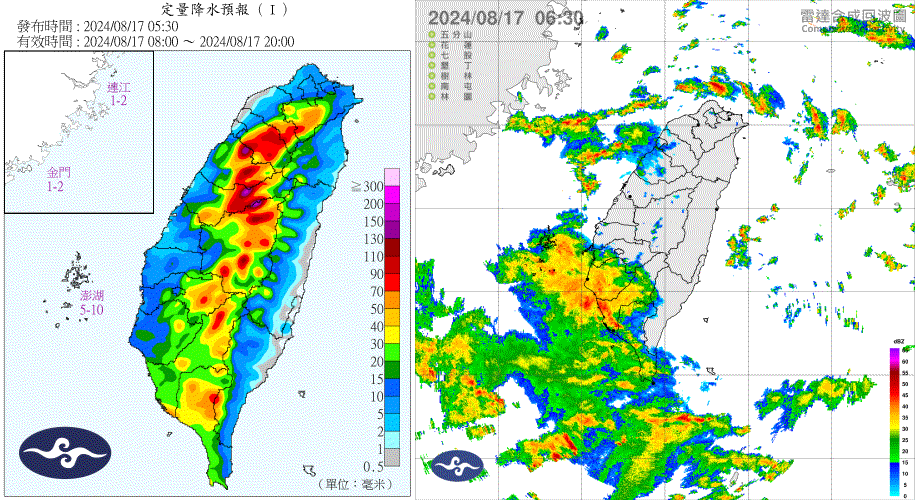 定量降水預報（I）
發布時間：2024/08/17 05:30
有效時間：2024/08/17 08:00 ～ 2024/08/17 20:00
連江
1-2
金門
1-2
澎湖
5-10
≧300
200
150
130
110
90
70
50
40
30
20
15
10
5
2
1
0.5
（單位：毫米）
2024/08/17 06:30
五分山
花蓮
七股
墾丁
樹林
南屯
林園
雷達合成回波圖
Composite Reflectivity
dBZ
65
60
55
50
45
40
35
30
25
20
15
10
5
0